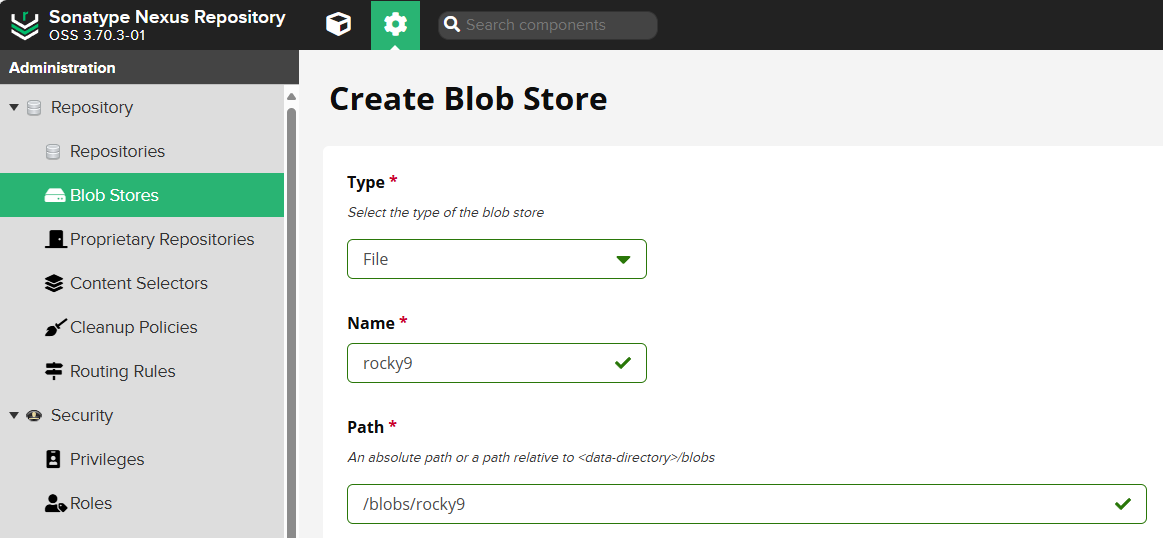 Sonatype Nexus Repository
OSS 3.70.3-01
Search components
Administration
Repository
Repositories
Blob Stores
Proprietary Repositories
Content Selectors
Cleanup Policies
Routing Rules
Security
Privileges
Roles
Create Blob Store
Type *
Select the type of the blob store
File
Name *
rocky9
Path *
An absolute path or a path relative to <data-directory>/blobs
/blobs/rocky9